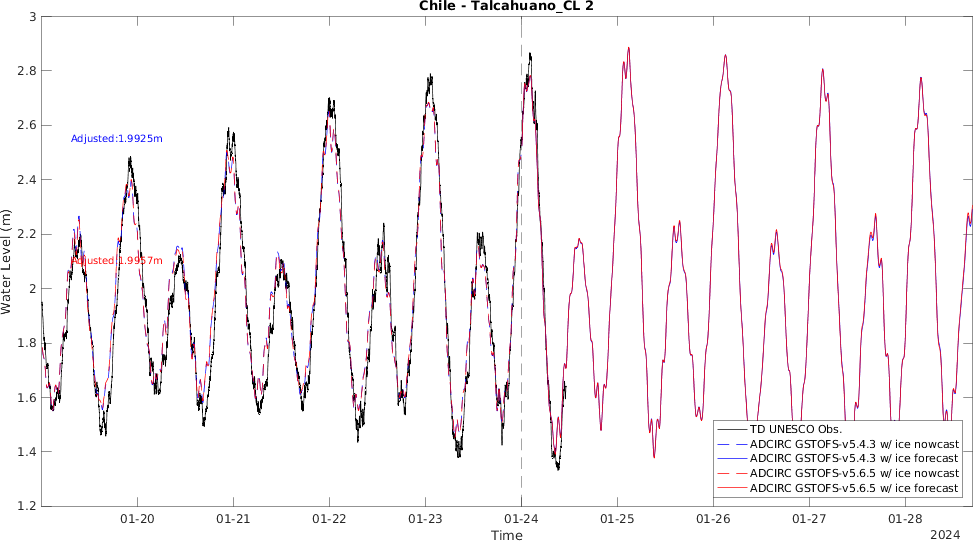 Chile - Talcahuano_CL 2
Water Level (m)
3
2.8
2.6
2.4
2.2
2
1.8
1.6
1.4
1.2
Adjusted:1.9925m
Adjusted:1.9957m
TD UNESCO Obs.
ADCIRC GSTOFS-v5.4.3 w/ ice nowcast
ADCIRC GSTOFS-v5.4.3 w/ ice forecast
ADCIRC GSTOFS-v5.6.5 w/ ice nowcast
ADCIRC GSTOFS-v5.6.5 w/ ice forecast
01-20 01-21 01-22 01-23 01-24 01-25 01-26 01-27 01-28
Time
2024